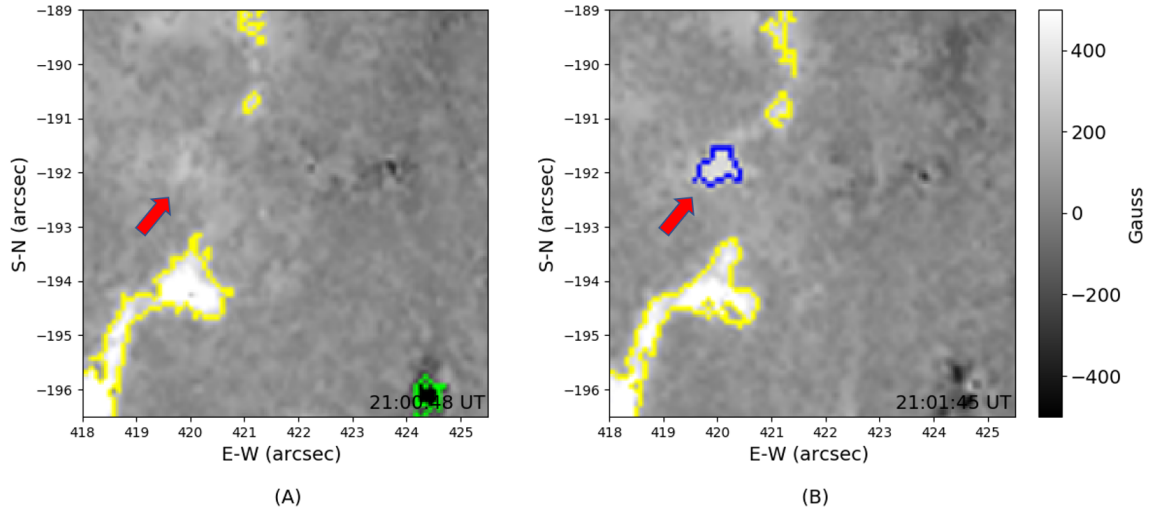 −189
−190
−191
−192
−193
−194
−195
−196
S-N (arcsec)
418 419 420 421 422 423 424 425
E-W (arcsec)
21:00:48 UT
(A)
−189
−190
−191
−192
−193
−194
−195
−196
S-N (arcsec)
418 419 420 421 422 423 424 425
E-W (arcsec)
21:01:45 UT
(B)
400
200
0
−200
−400
Gauss